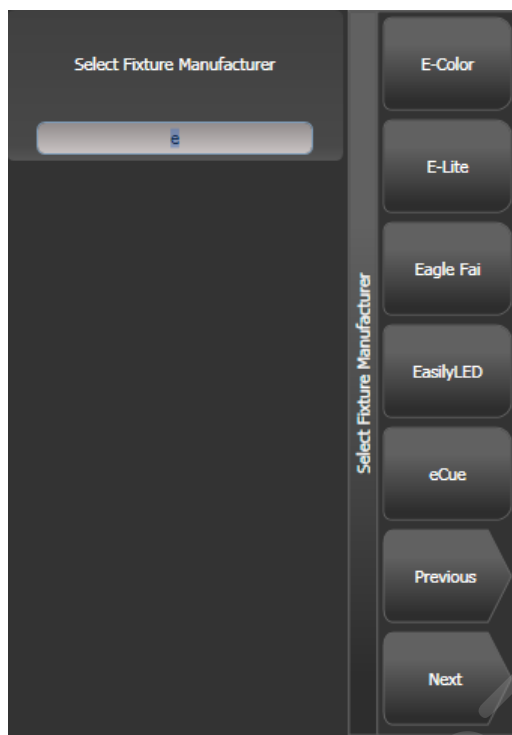 Select Fixture Manufacturer
e
Select Fixture Manufacturer
E-Color
E-Lite
Eagle Fai
EasilyLED
eCue
Previous
Next